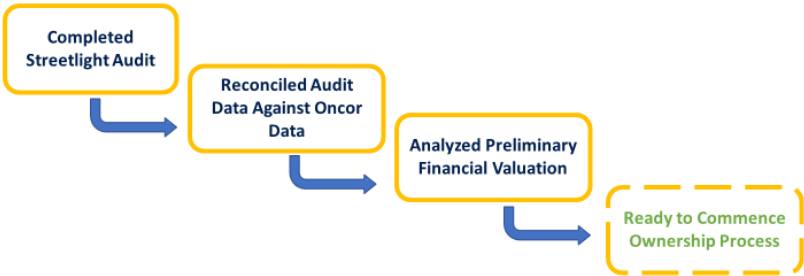 Completed
Streetlight Audit
Reconciled Audit
Data Against Oncor
Data
Analyzed Preliminary
Financial Valuation
Ready to Commence
Ownership Process